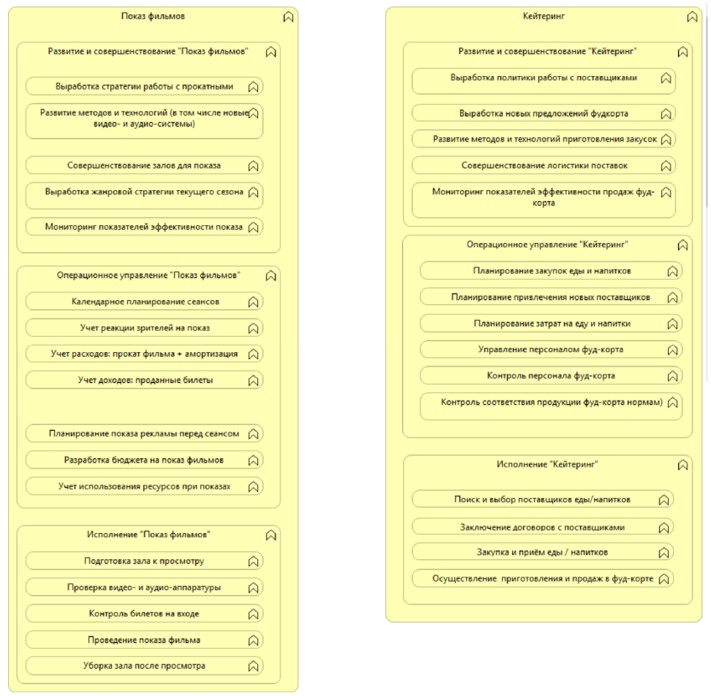 Показ фильмов
Развитие и совершенствование "Показ фильмов"
Выработка стратегии работы с прокатными
Развитие методов и технологий (в том числе новые
видео- и аудио-системы)
Совершенствование залов для показа
Выработка жанровой стратегии текущего сезона
Мониторинг показателей эффективности показа
Операционное управление "Показ фильмов"
Календарное планирование сеансов
Учет реакции зрителей на показ
Учет расходов: прокат фильма + амортизация
Учет доходов: проданные билеты
Планирование показа рекламы перед сеансом
Разработка бюджета на показ фильмов
Учет использования ресурсов при показах
Исполнение "Показ фильмов"
Подготовка зала к просмотру
Проверка видео- и аудио-аппаратуры
Контроль билетов на входе
Проведение показа фильма
Уборка зала после просмотра
Кейтеринг
Развитие и совершенствование "Кейтеринг"
Выработка политики работы с поставщиками
Выработка новых предложений фудкорта
Развитие методов и технологий приготовления закусок
Совершенствование логистики поставок
Мониторинг показателей эффективности продаж фуд-
корта
Операционное управление "Кейтеринг"
Планирование закупок еды и напитков
Планирование привлечения новых поставщиков
Планирование затрат на еду и напитки
Управление персоналом фуд-корта
Контроль персонала фуд-корта
Контроль соответствия продукции фуд-корта нормам)
Исполнение "Кейтеринг"
Поиск и выбор поставщиков еды/напитков
Заключение договоров с поставщиками
Закупка и приём еды / напитков
Осуществление приготовления и продаж в фуд-корте